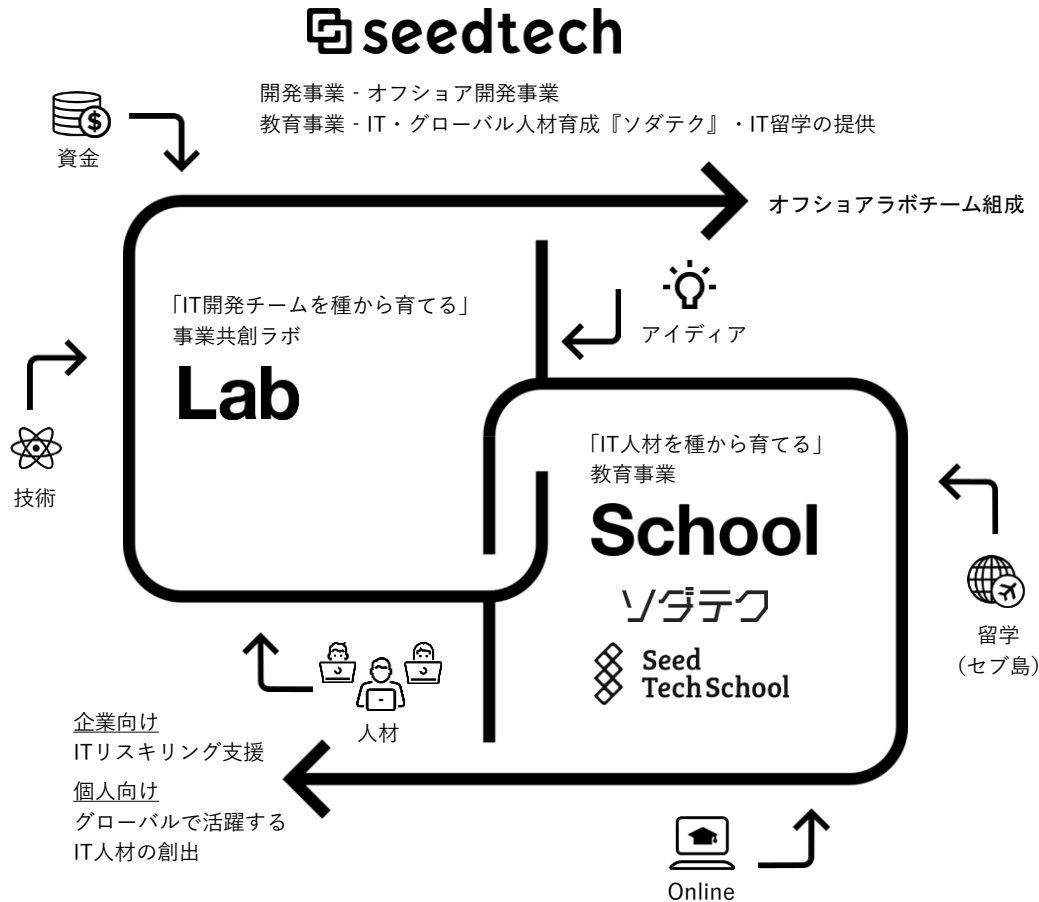 seedtech
開発事業 - オフショア開発事業
教育事業 - IT・グローバル人材育成『ソダテク』・IT留学の提供
資金
オフショアラボチーム組成
「IT開発チームを種から育てる」
事業共創ラボ
Lab
アイディア
技術
「IT人材を種から育てる」
教育事業
School
ソダテク
Seed
Tech School
留学
（セブ島）
人材
企業向け
ITリスキリング支援
個人向け
グローバルで活躍する
IT人材の創出
Online